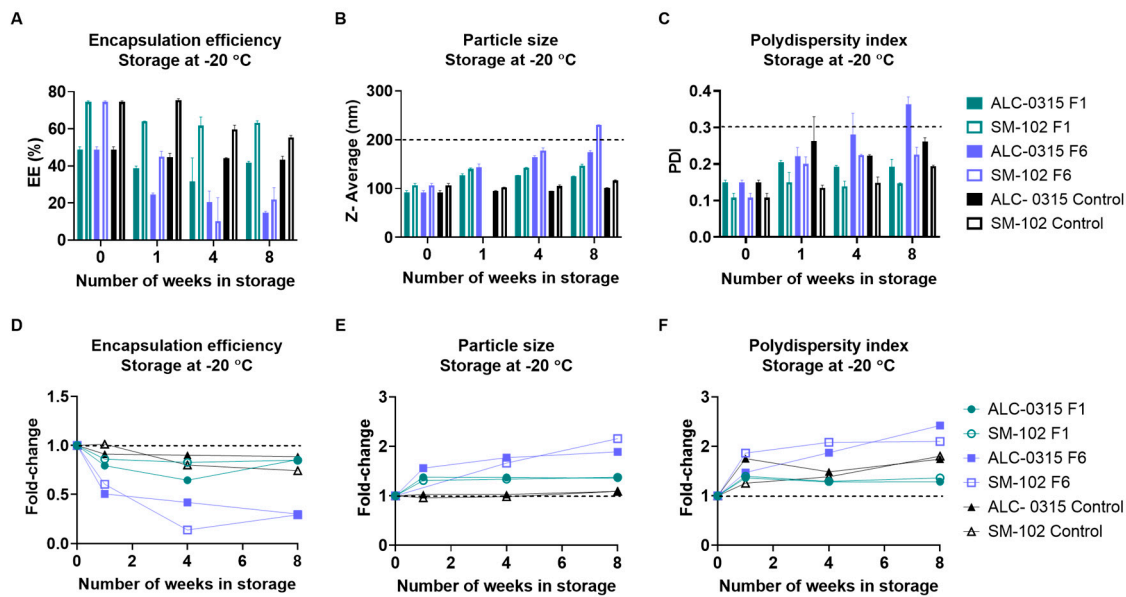 A
Encapsulation efficiency
Storage at -20 °C
EE (%)
80
60
40
20
0
0
1
4
8
Number of weeks in storage
B
Particle size
Storage at -20 °C
Z- Average (nm)
300
200
100
0
0
1
4
8
Number of weeks in storage
C
Polydispersity index
Storage at -20 °C
PDI
0.4
0.3
0.2
0.1
0.0
0
1
4
8
Number of weeks in storage
ALC-0315 F1
SM-102 F1
ALC-0315 F6
SM-102 F6
ALC- 0315 Control
SM-102 Control
D
Encapsulation efficiency
Storage at -20 °C
Fold-change
1.5
1.0
0.5
0.0
0
2
4
6
8
Number of weeks in storage
E
Particle size
Storage at -20 °C
Fold-change
3
2
1
0
0
2
4
6
8
Number of weeks in storage
F
Polydispersity index
Storage at -20 °C
Fold-change
3
2
1
0
0
2
4
6
8
Number of weeks in storage
ALC-0315 F1
SM-102 F1
ALC-0315 F6
SM-102 F6
ALC- 0315 Control
SM-102 Control